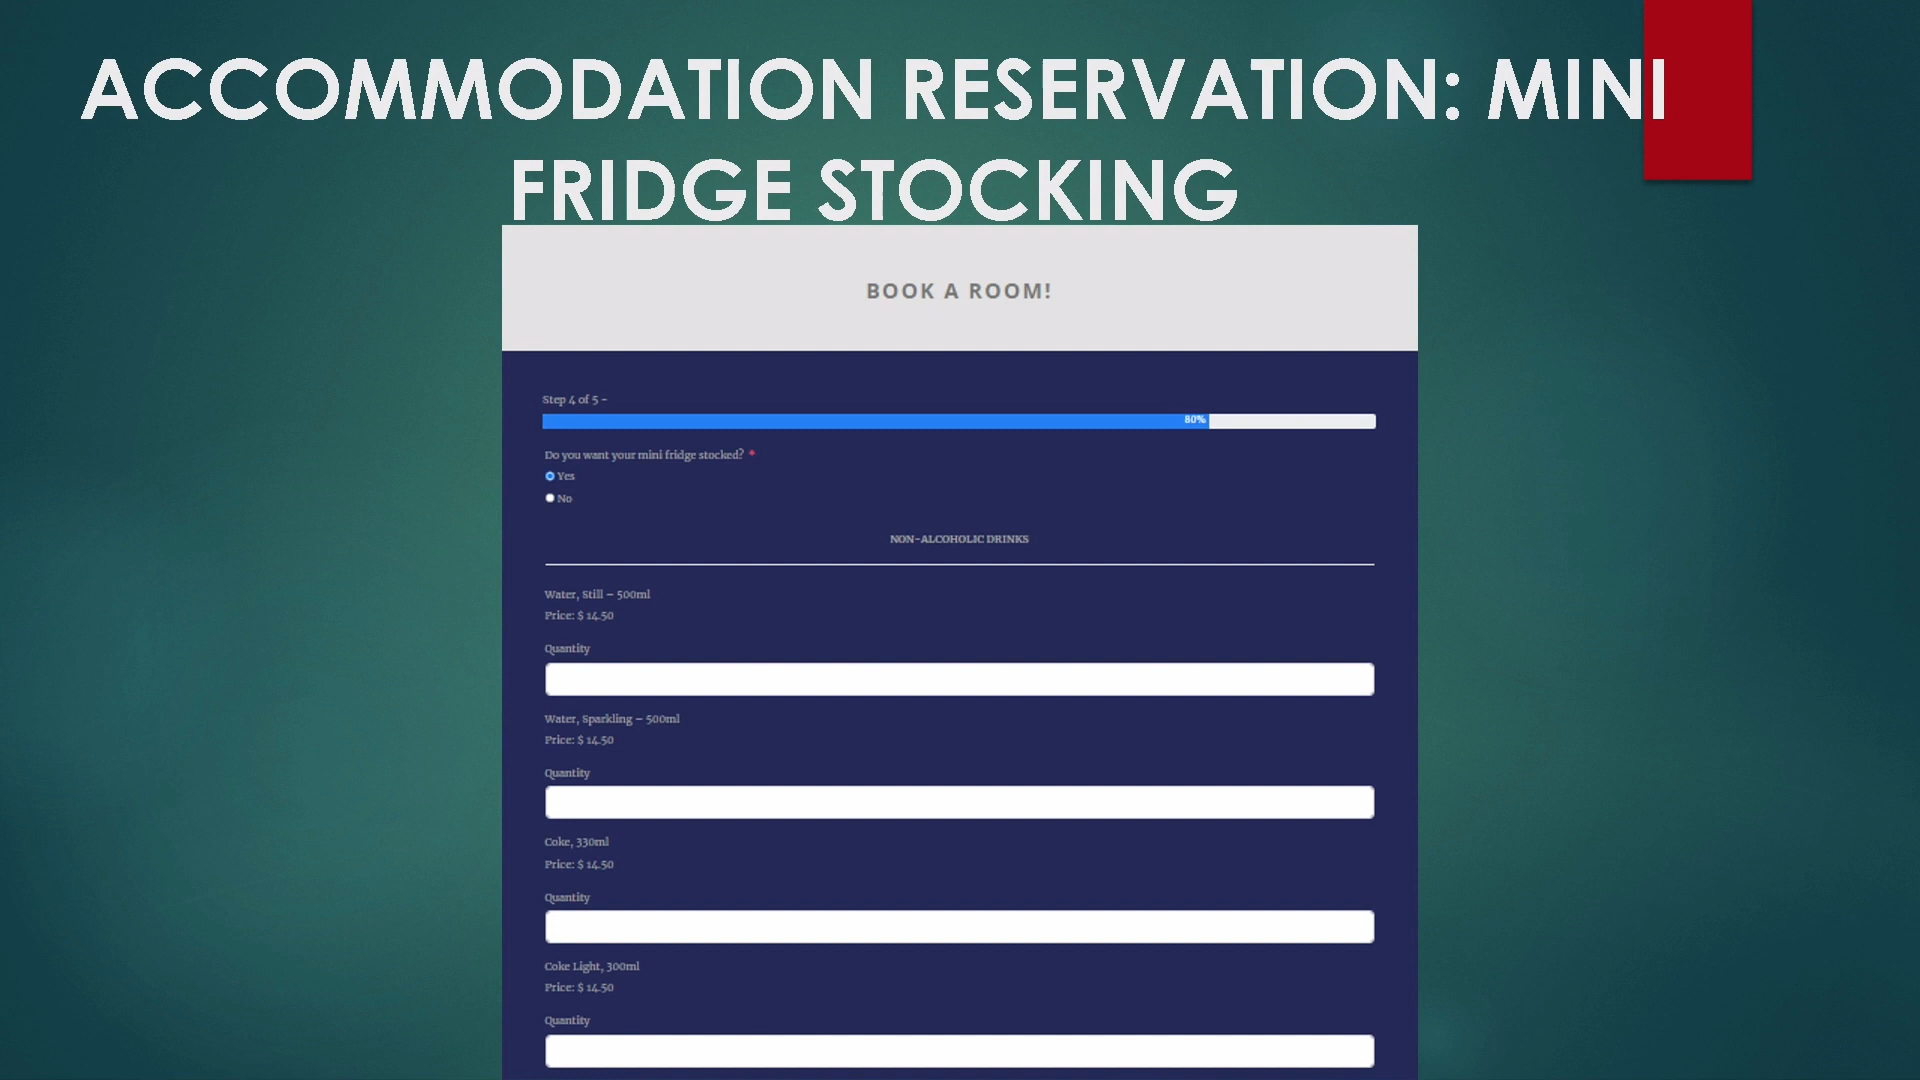 ACCOMMODATION RESERVATION: MINI
FRIDGE STOCKING
BOOK A ROOM!
Step 4 of 5 -
80%
Do you want your mini fridge stocked? *
Yes
No
NON-ALCOHOLIC DRINKS
Water, Still – 500ml
Price: $ 14.50
Quantity
Water, Sparkling – 500ml
Price: $ 14.50
Quantity
Coke, 330ml
Price: $ 14.50
Quantity
Coke Light, 300ml
Price: $ 14.50
Quantity